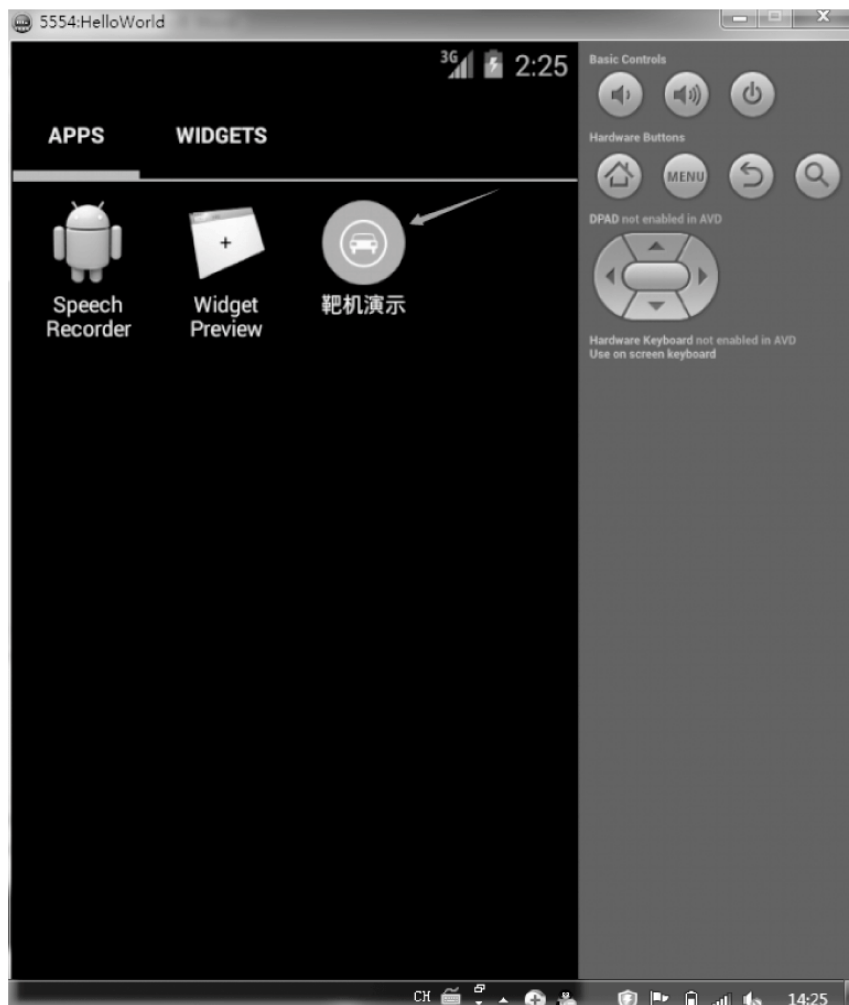 5554:HelloWorld
3G 2:25
APPS WIDGETS
Speech
Recorder
Widget
Preview
靶机演示
Basic Controls
Hardware Buttons
MENU
DPAD not enabled in AVD
Hardware Keyboard not enabled in AVD
Use on screen keyboard
CH 14:25